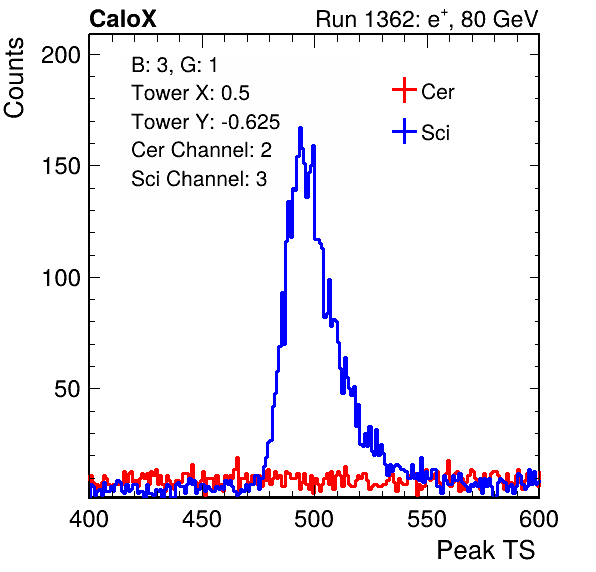 CaloX Run 1362: e+, 80 GeV
Counts
B: 3, G: 1
Tower X: 0.5
Tower Y: -0.625
Cer Channel: 2
Sci Channel: 3
Cer
Sci
200
150
100
50
400 450 500 550 600
Peak TS